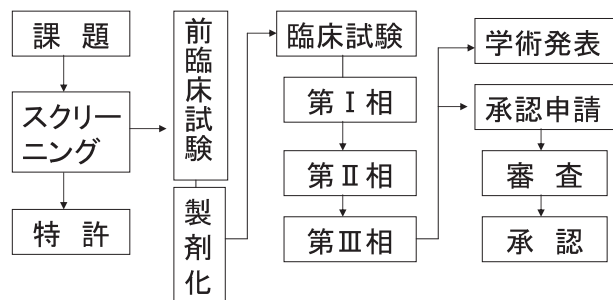 課題
スクリー
ニング
特許
前臨床試験
製剤化
臨床試験
第Ⅰ相
第Ⅱ相
第Ⅲ相
学術発表
承認申請
審査
承認